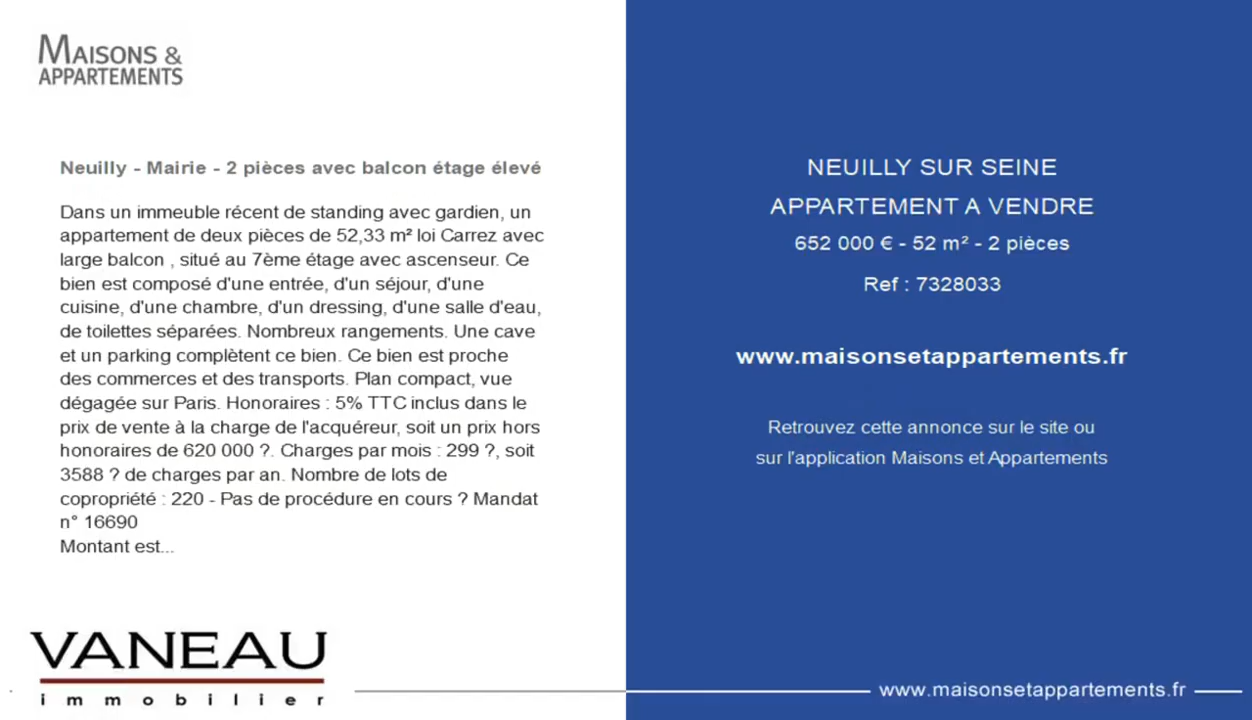 MAISONS &
APPARTEMENTS
Neuilly - Mairie - 2 pièces avec balcon étage élevé
Dans un immeuble récent de standing avec gardien, un
appartement de deux pièces de 52,33 m² loi Carrez avec
large balcon , situé au 7ème étage avec ascenseur. Ce
bien est composé d'une entrée, d'un séjour, d'une
cuisine, d'une chambre, d'un dressing, d'une salle d'eau,
de toilettes séparées. Nombreux rangements. Une cave
et un parking complètent ce bien. Ce bien est proche
des commerces et des transports. Plan compact, vue
dégagée sur Paris. Honoraires : 5% TTC inclus dans le
prix de vente à la charge de l'acquéreur, soit un prix hors
honoraires de 620 000 ?. Charges par mois : 299 ?, soit
3588 ? de charges par an. Nombre de lots de
copropriété : 220 - Pas de procédure en cours ? Mandat
n° 16690
Montant est...
VANEAU
immobilier
NEUILLY SUR SEINE
APPARTEMENT A VENDRE
652 000 € - 52 m² - 2 pièces
Ref : 7328033
www.maisonsetappartements.fr
Retrouvez cette annonce sur le site ou
sur l'application Maisons et Appartements
www.maisonsetappartements.fr